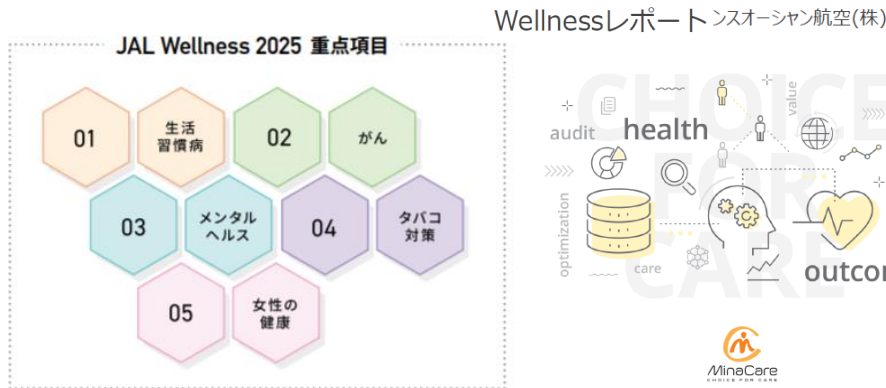 JAL Wellness 2025 重点項目
01
生活
習慣病
02
がん
03
メンタル
ヘルス
04
タバコ
対策
05
女性の
健康
Wellnessレポート ンスオーシャン航空(株)
CHOICE
FOR
CARE
audit
health
value
optimization
care
outcor
MinaCare
CHOICE FOR CARE